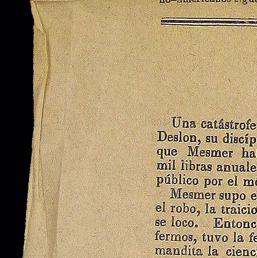 Una catástrofe
Deslon, su discíp
que Mesmer ha
mil libras anuale
público por el m
Mesmer supo e
el robo, la traicio
se loco. Entonc
fermos, tuvo la fe
mandita la cienc